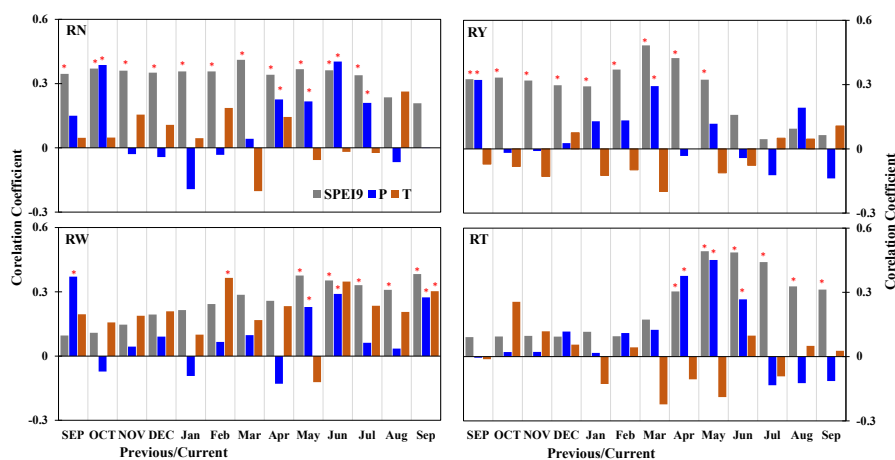 RN
RY
0.6
0.3
0
-0.3
0.6
0.3
0
-0.3
SPEI9 P T
Corelation Coefficient
Corelation Coefficient
RW
RT
0.6
0.3
0
-0.3
0.6
0.3
0
-0.3
SEP OCT NOV DEC Jan Feb Mar Apr May Jun Jul Aug Sep
SEP OCT NOV DEC Jan Feb Mar Apr May Jun Jul Aug Sep
Previous/Current
Previous/Current